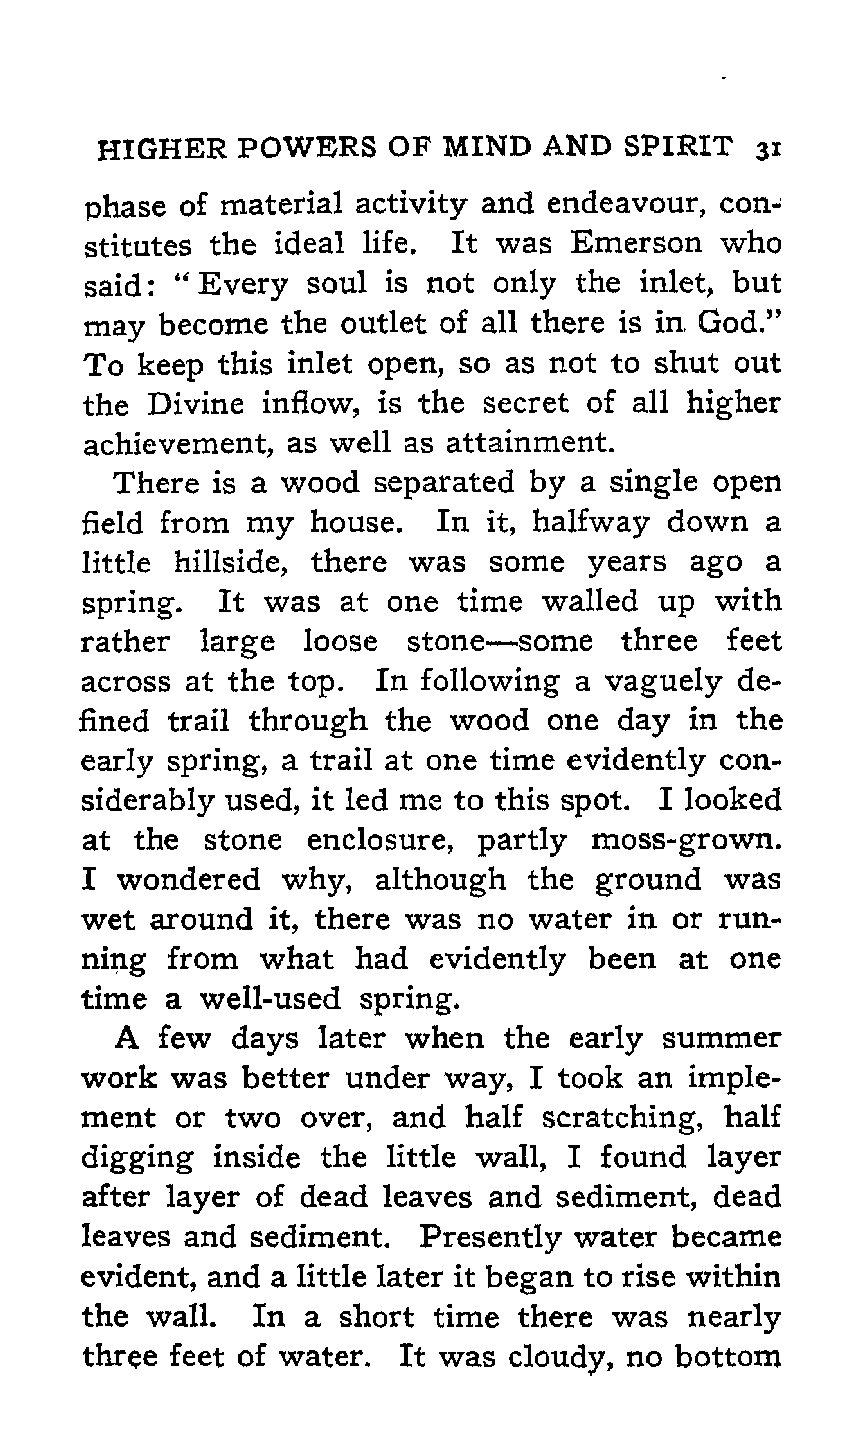 HIGHER POWERS OF MIND AND SPIRIT 31
phase of material activity and endeavour, con-
stitutes the ideal life. It was Emerson who
said: “Every soul is not only the inlet, but
may become the outlet of all there is in God.”
To keep this inlet open, so as not to shut out
the Divine inflow, is the secret of all higher
achievement, as well as attainment.
There is a wood separated by a single open
field from my house. In it, halfway down a
little hillside, there was some years ago a
spring. It was at one time walled up with
rather large loose stone—some three feet
across at the top. In following a vaguely de-
fined trail through the wood one day in the
early spring, a trail at one time evidently con-
siderably used, it led me to this spot. I looked
at the stone enclosure, partly moss-grown.
I wondered why, although the ground was
wet around it, there was no water in or run-
ning from what had evidently been at one
time a well-used spring.
A few days later when the early summer
work was better under way, I took an imple-
ment or two over, and half scratching, half
digging inside the little wall, I found layer
after layer of dead leaves and sediment, dead
leaves and sediment. Presently water became
evident, and a little later it began to rise within
the wall. In a short time there was nearly
three feet of water. It was cloudy, no bottom